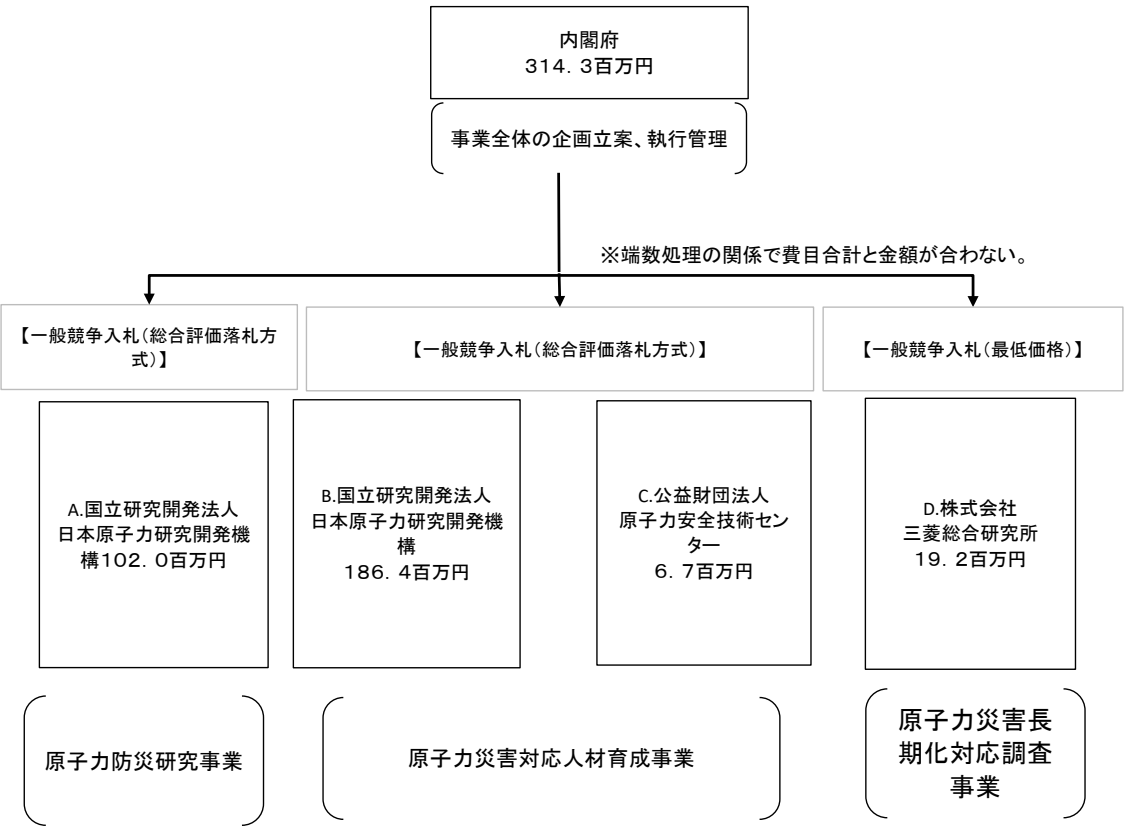 内閣府
３１４．３百万円
事業全体の企画立案、執行管理
※端数処理の関係で費目合計と金額が合わない。
【一般競争入札（総合評価落札方
式）】
【一般競争入札（総合評価落札方式）】
【一般競争入札（最低価格）】
A.国立研究開発法人
日本原子力研究開発機
構１０２．０百万円
B.国立研究開発法人
日本原子力研究開発機
構
１８６．４百万円
C.公益財団法人
原子力安全技術セン
ター
６．７百万円
D.株式会社
三菱総合研究所
１９．２百万円
原子力防災研究事業
原子力災害対応人材育成事業
原子力災害長
期化対応調査
事業